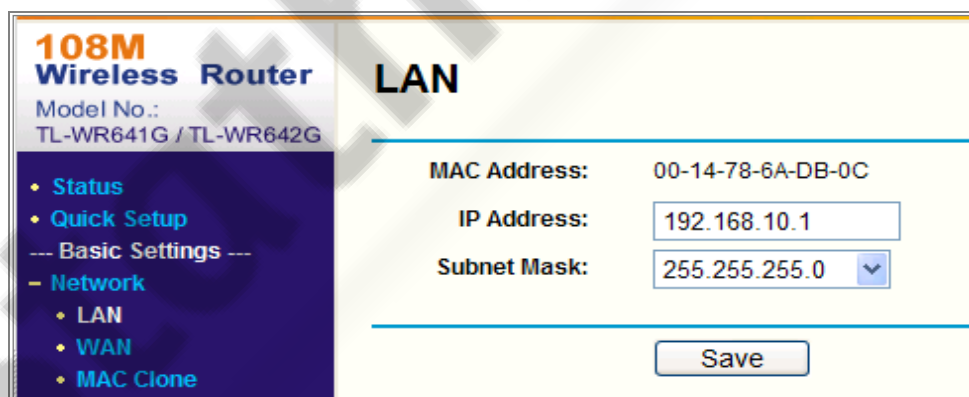 108M
Wireless Router
Model No.:
TL-WR641G / TL-WR642G
• Status
• Quick Setup
--- Basic Settings ---
– Network
• LAN
• WAN
• MAC Clone
LAN
MAC Address: 00-14-78-6A-DB-0C
IP Address: 192.168.10.1
Subnet Mask: 255.255.255.0
Save